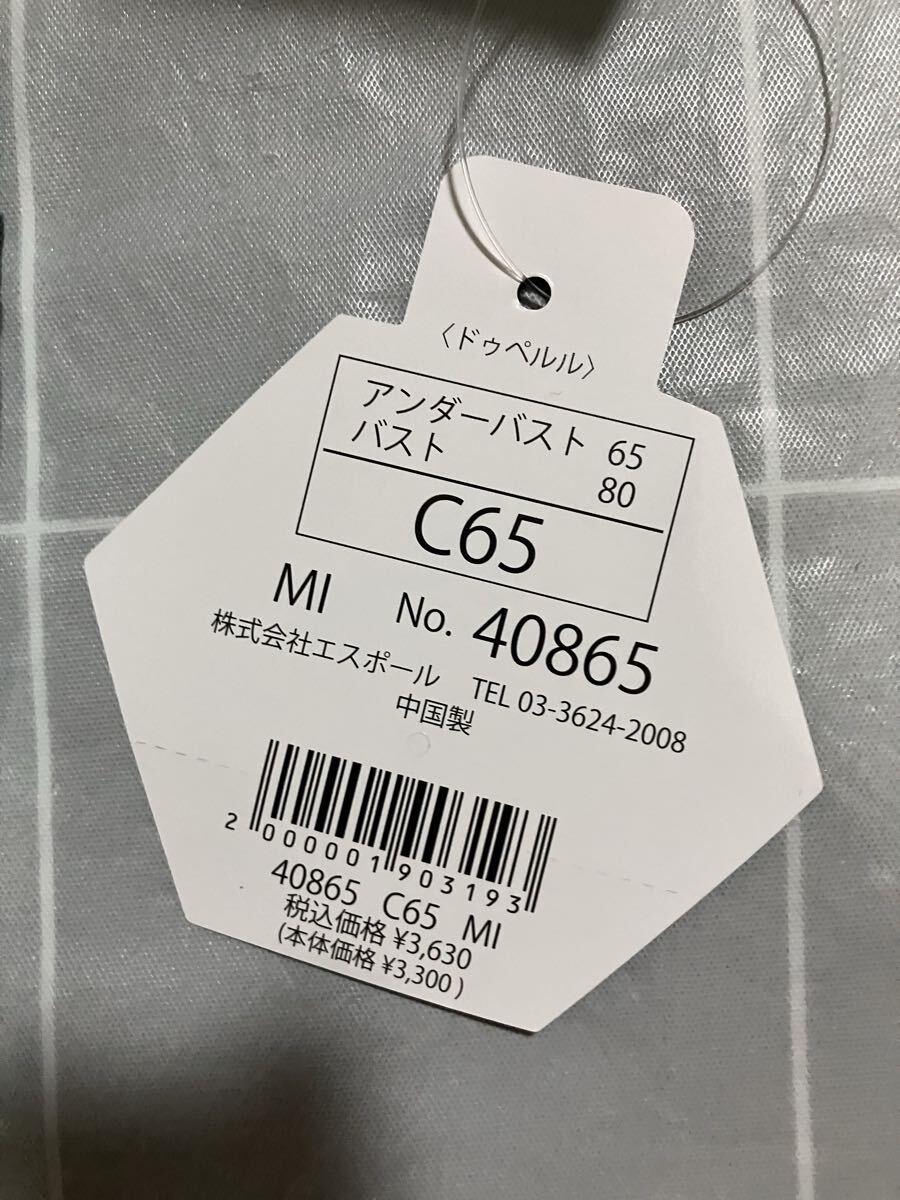 〈ドゥペルル〉
アンダーバスト 65
バスト 80
C65
MI No. 40865
株式会社エスポール TEL 03-3624-2008
中国製
2 000001 903193
40865 C65 MI
税込価格 ¥3,630
(本体価格 ¥3,300)